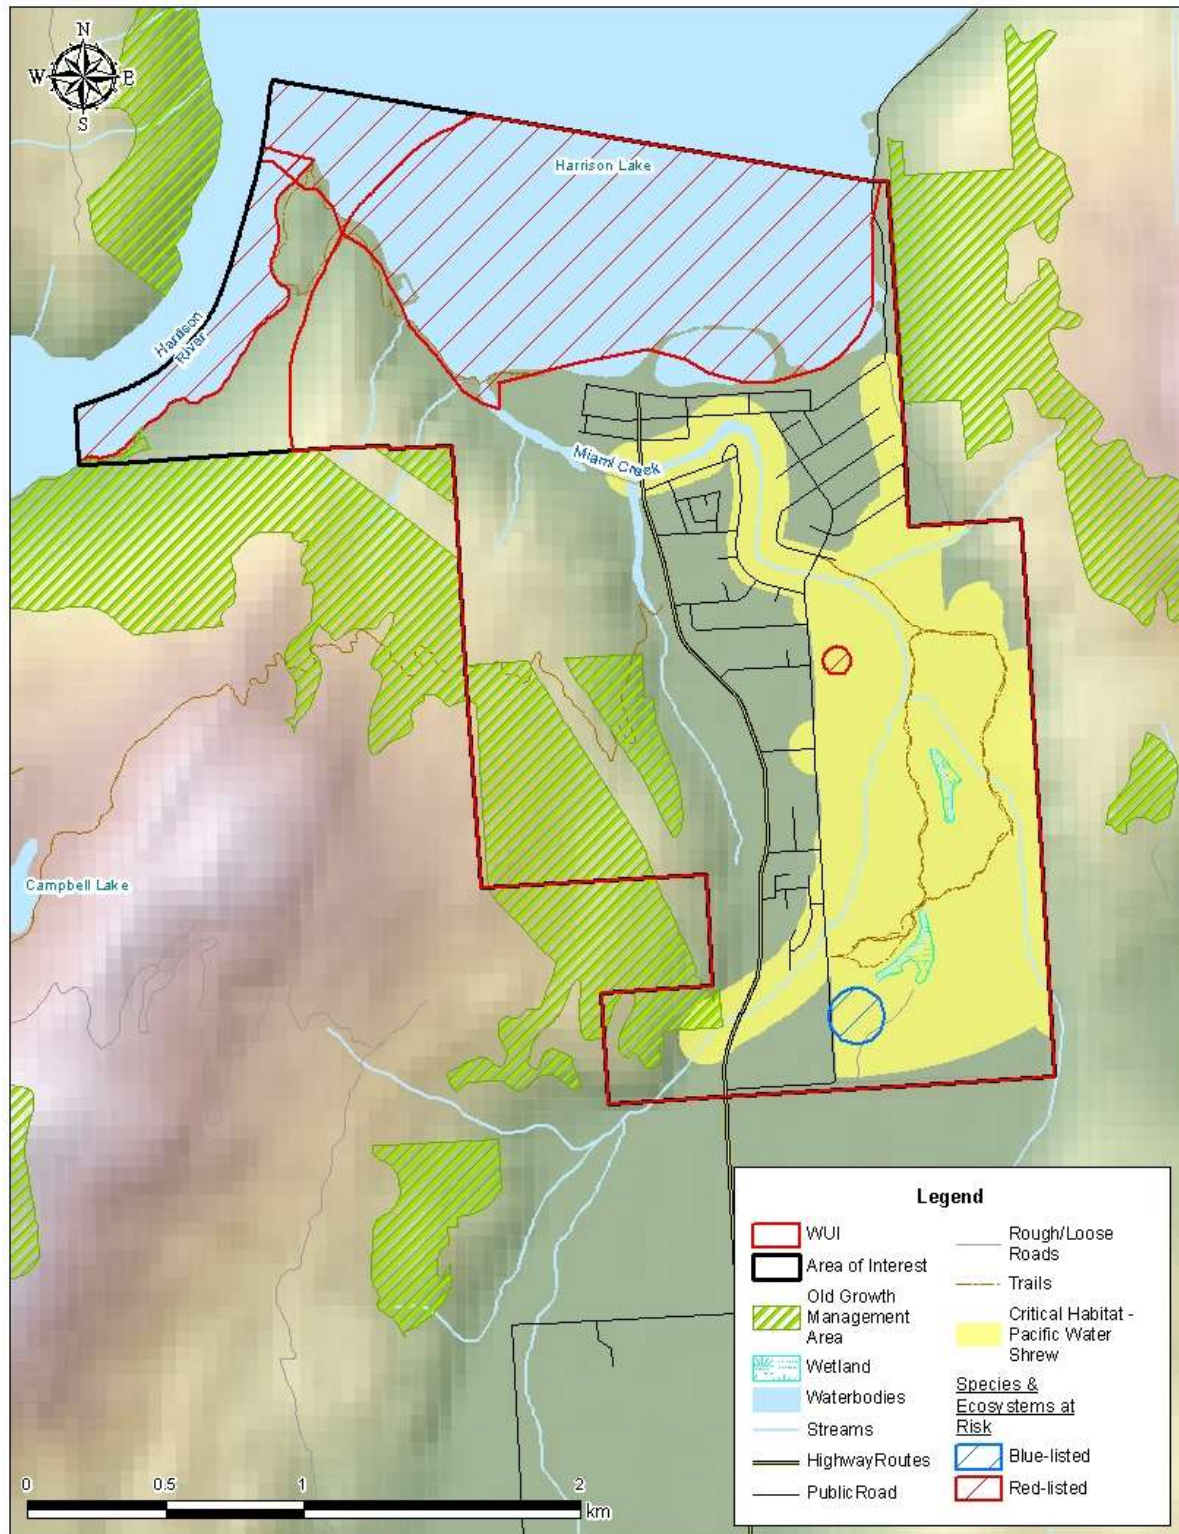 N
W E
S
Harrison Lake
Harrison
River
Miami Creek
Campbell Lake
Legend
WUI
Area of Interest
Old Growth
Management
Area
Wetland
Waterbodies
Streams
Highway Routes
Public Road
Rough/Loose
Roads
Trails
Critical Habitat -
Pacific Water
Shrew
Species &
Ecosystems at
Risk
Blue-listed
Red-listed
0 0.5 1 2
km